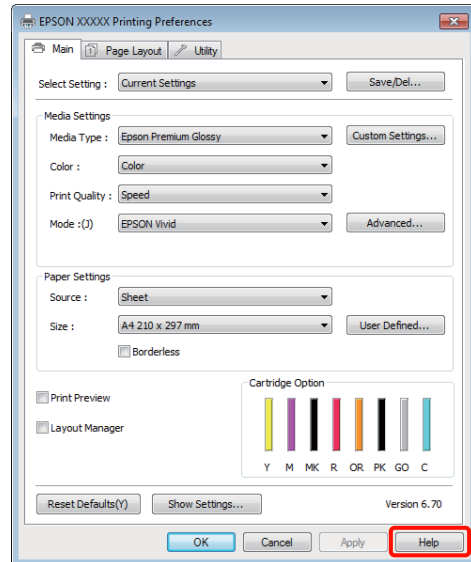 EPSON XXXXX Printing Preferences
Main Page Layout Utility
Select Setting : Current Settings Save/Del...
Media Settings
Media Type : Epson Premium Glossy Custom Settings...
Color : Color
Print Quality : Speed
Mode :(J) EPSON Vivid Advanced...
Paper Settings
Source : Sheet
Size : A4 210 x 297 mm User Defined...
Borderless
Print Preview
Layout Manager
Cartridge Option
Y M MK R OR PK GO C
Reset Defaults(Y) Show Settings... Version 6.70
OK Cancel Apply Help